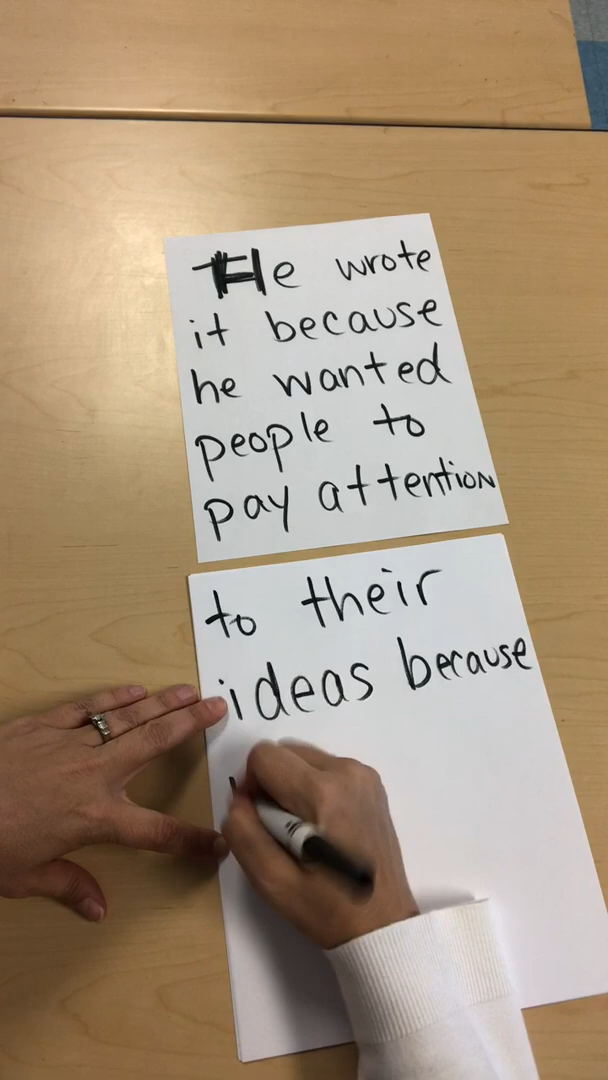 He wrote
it because
he wanted
people to
pay attention
to their
ideas because